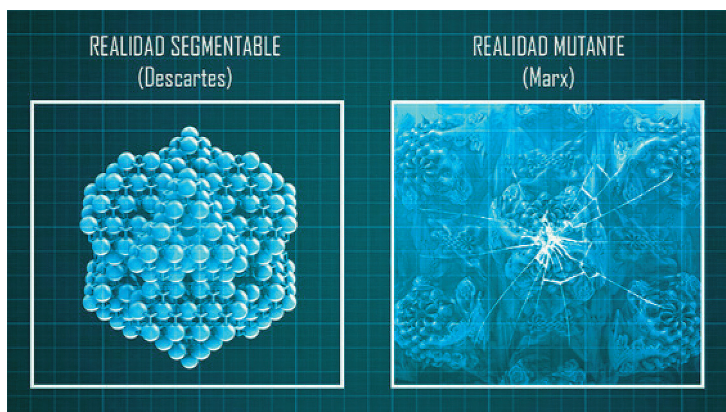 REALIDAD SEGMENTABLE
(Descartes)
REALIDAD MUTANTE
(Marx)